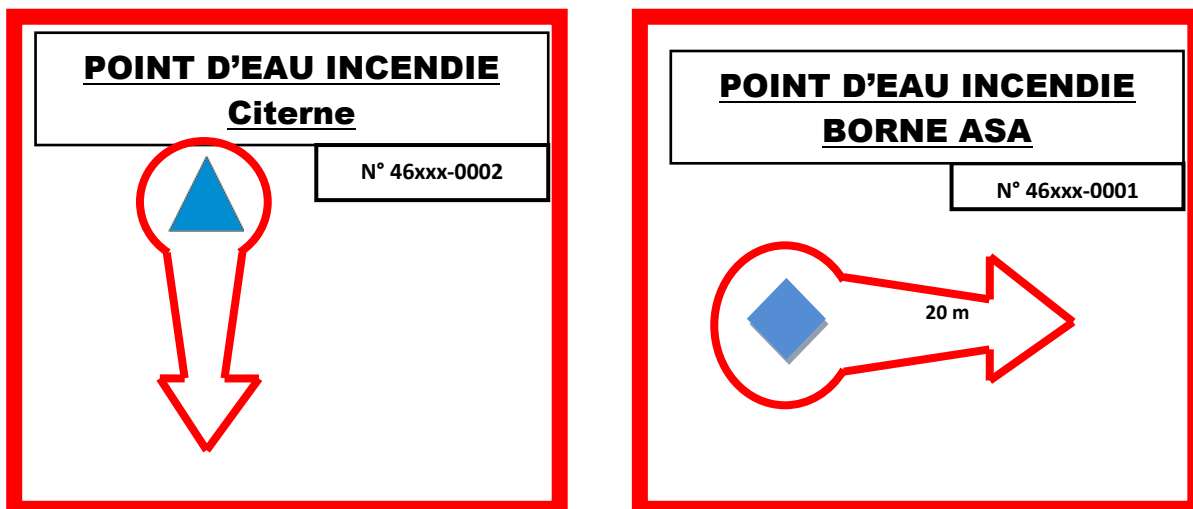 POINT D’EAU INCENDIE
Citerne
N° 46xxx-0002
POINT D’EAU INCENDIE
BORNE ASA
N° 46xxx-0001
20 m